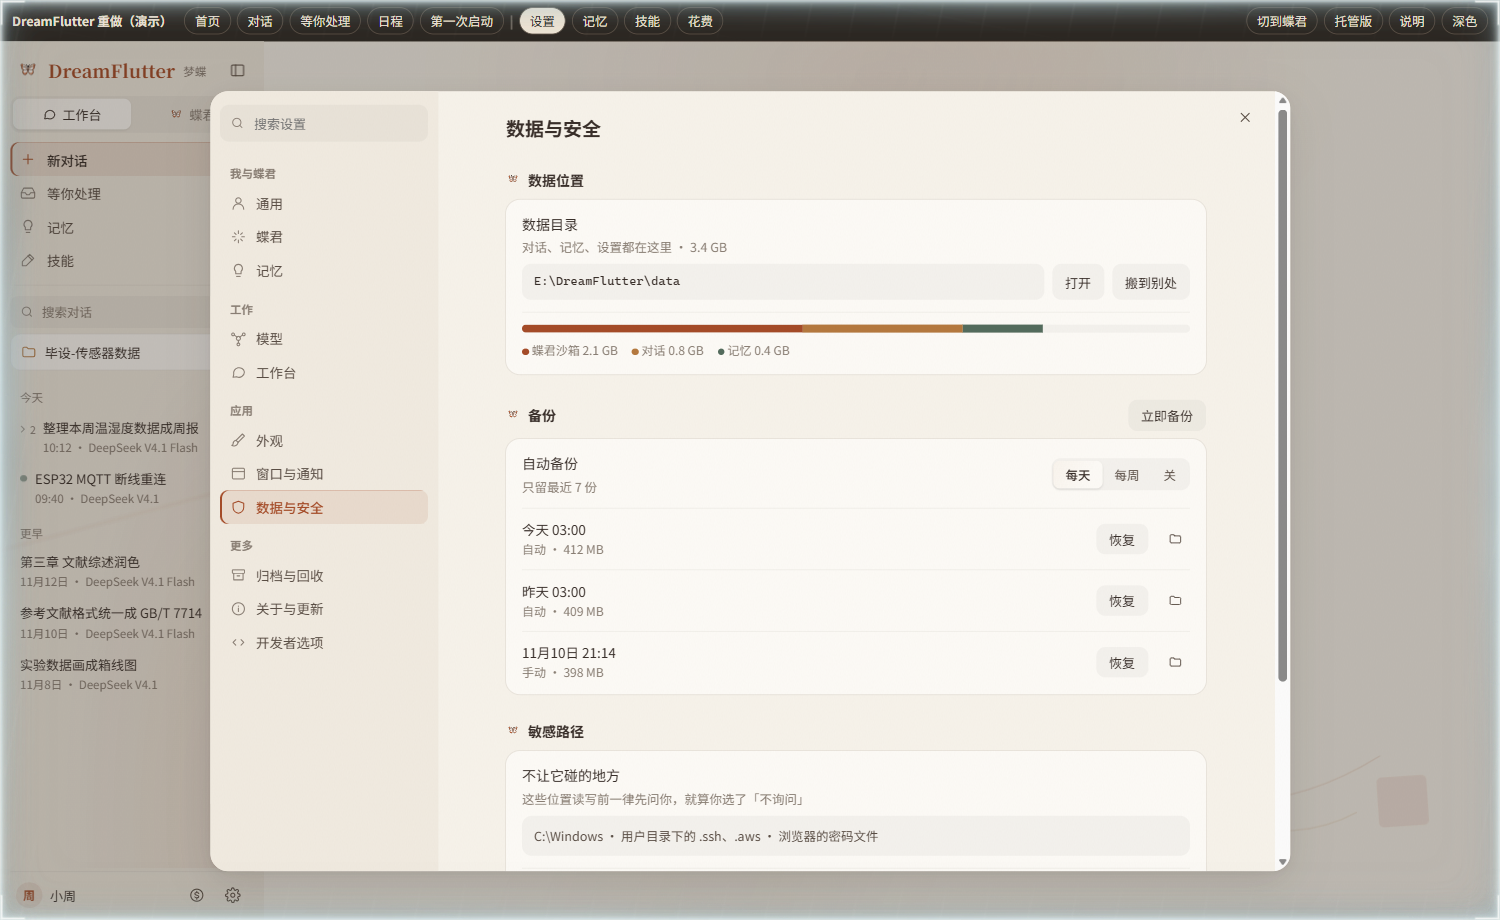 DreamFlutter 重做（演示） 首页 对话 等你处理 日程 第一次启动 | 设置 记忆 技能 花费 切到蝶君 托管版 说明 深色
DreamFlutter 梦蝶
工作台 蝶君
新对话
等你处理
记忆
技能
搜索对话
毕设-传感器数据
今天
2 整理本周温湿度数据成周报
10:12 • DeepSeek V4.1 Flash
ESP32 MQTT 断线重连
09:40 • DeepSeek V4.1
更早
第三章 文献综述润色
11月12日 • DeepSeek V4.1 Flash
参考文献格式统一成 GB/T 7714
11月10日 • DeepSeek V4.1 Flash
实验数据画成箱线图
11月8日 • DeepSeek V4.1
周 小周
搜索设置
我与蝶君
通用
蝶君
记忆
工作
模型
工作台
应用
外观
窗口与通知
数据与安全
更多
归档与回收
关于与更新
开发者选项
数据与安全
数据位置
数据目录
对话、记忆、设置都在这里 • 3.4 GB
E:\DreamFlutter\data 打开 搬到别处
蝶君沙箱 2.1 GB 对话 0.8 GB 记忆 0.4 GB
备份 立即备份
自动备份
只留最近 7 份
每天 每周 关
今天 03:00
自动 • 412 MB
恢复
昨天 03:00
自动 • 409 MB
恢复
11月10日 21:14
手动 • 398 MB
恢复
敏感路径
不让它碰的地方
这些位置读写前一律先问你，就算你选了「不询问」
C:\Windows • 用户目录下的 .ssh、.aws • 浏览器的密码文件